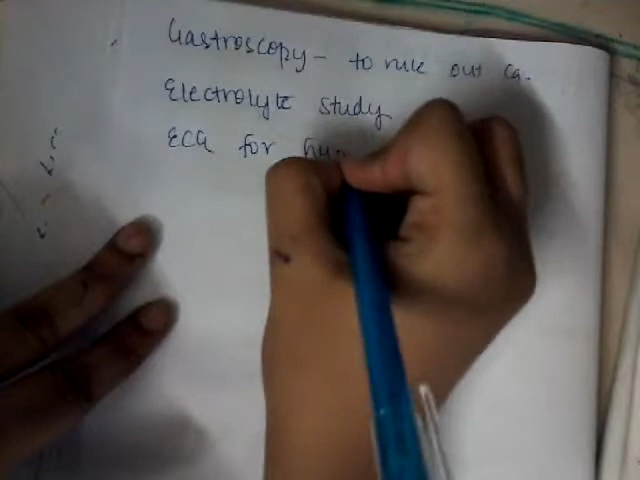 Gastroscopy - to rule out Ca.
Electrolyte study
ECG for